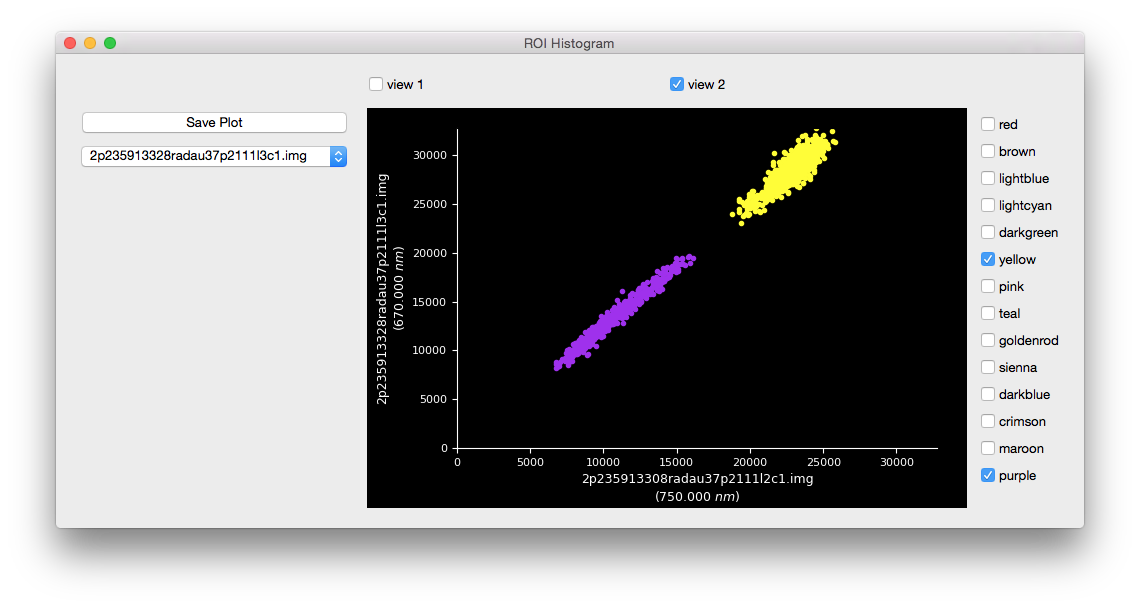 ROI Histogram
view 1
view 2
Save Plot
2p235913328radau37p2111l3c1.img
2p235913328radau37p2111l3c1.img
(670.000 nm)
30000
25000
20000
15000
10000
5000
0
0 5000 10000 15000 20000 25000 30000
2p235913308radau37p2111l2c1.img
(750.000 nm)
red
brown
lightblue
lightcyan
darkgreen
yellow
pink
teal
goldenrod
sienna
darkblue
crimson
maroon
purple